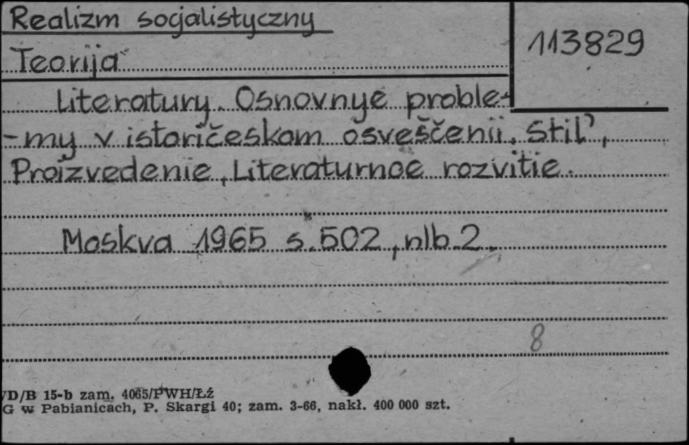 Realizm socjalistyczny
113829
Teorija
Literatury. Osnovnye proble-
-my v istoričeskom osveščenii. Stil',
Proizvedenie, Literaturnoe rozvitie.
Moskva 1965 s. 502, nlb. 2.
8
/D/B 15-b zam. 4065/PWH/Łź
G w Pabianicach, P. Skargi 40; zam. 3-66, nakł. 400 000 szt.